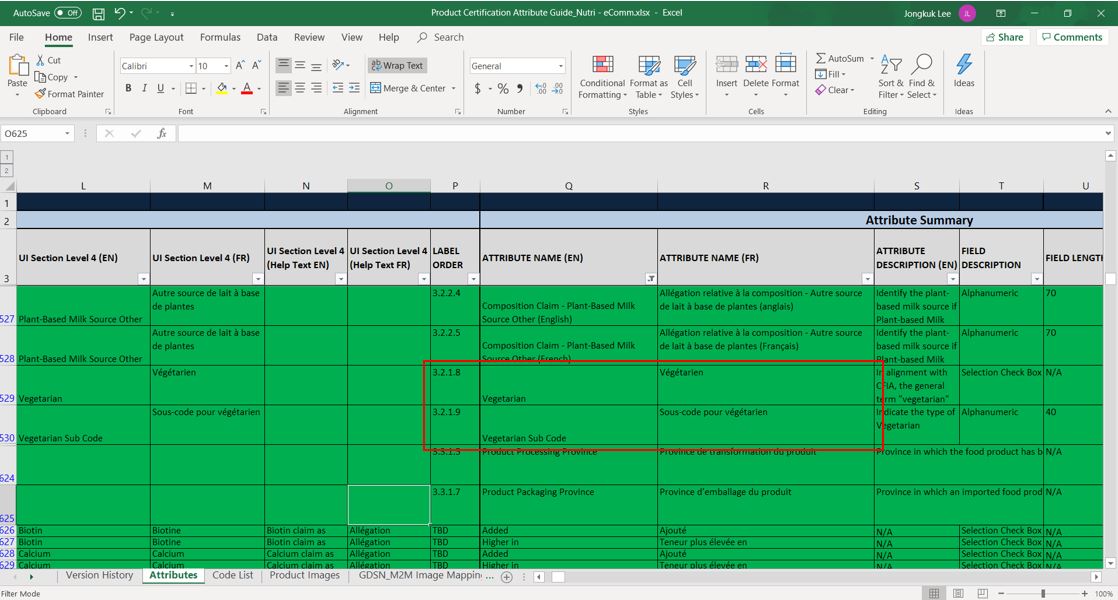 AutoSave Off
Product Certification Attribute Guide_Nutri - eComm.xlsx - Excel
Jongkuk Lee JL
File Home Insert Page Layout Formulas Data Review View Help Search
Share Comments
Paste
Cut
Copy
Format Painter
Clipboard
Calibri 10
B I U
Font
Wrap Text
Merge & Center
Alignment
General
$ % ,
Number
Conditional Formatting
Format as Table
Cell Styles
Styles
Insert Delete Format
Cells
AutoSum
Fill
Clear
Sort & Filter
Find & Select
Editing
Ideas
Ideas
O625
fx
1
2
L M N O P Q R S T U
1
2 Attribute Summary
3 UI Section Level 4 (EN) UI Section Level 4 (FR) UI Section Level 4 (Help Text EN) UI Section Level 4 (Help Text FR) LABEL ORDER ATTRIBUTE NAME (EN) ATTRIBUTE NAME (FR) ATTRIBUTE DESCRIPTION (EN) FIELD DESCRIPTION FIELD LENGTH
527 Plant-Based Milk Source Other Autre source de lait à base de plantes 3.2.2.4 Composition Claim - Plant-Based Milk Source Other (English) Allégation relative à la composition - Autre source de lait à base de plantes (anglais) Identify the plant-based milk source if Plant-based Milk Alphanumeric 70
528 Plant-Based Milk Source Other Autre source de lait à base de plantes 3.2.2.5 Composition Claim - Plant-Based Milk Source Other (French) Allégation relative à la composition - Autre source de lait à base de plantes (Français) Identify the plant-based milk source if Plant-based Milk Alphanumeric 70
529 Vegetarian Végétarien 3.2.1.8 Vegetarian Végétarien In alignment with CFIA, the general term "vegetarian" Selection Check Box N/A
530 Vegetarian Sub Code Sous-code pour végétarien 3.2.1.9 Vegetarian Sub Code Sous-code pour végétarien Indicate the type of Vegetarian Alphanumeric 40
624 Product Processing Province Province de transformation du produit Province in which the food product has b N/A
625 3.3.1.7 Product Packaging Province Province d'emballage du produit Province in which an imported food prod N/A
626 Biotin Biotine Biotin claim as Allégation TBD Added Ajouté N/A Selection Check Box N/A
627 Biotin Biotine Biotin claim as Allégation TBD Higher in Teneur plus élevée en N/A Selection Check Box N/A
628 Calcium Calcium Calcium claim as Allégation TBD Added Ajouté N/A Selection Check Box N/A
629 Calcium Calcium Calcium claim as Allégation TBD Higher in Teneur plus élevée en N/A Selection Check Box N/A
Version History Attributes Code List Product Images GDSN_M2M Image Mappin ...
Filter Mode
100%